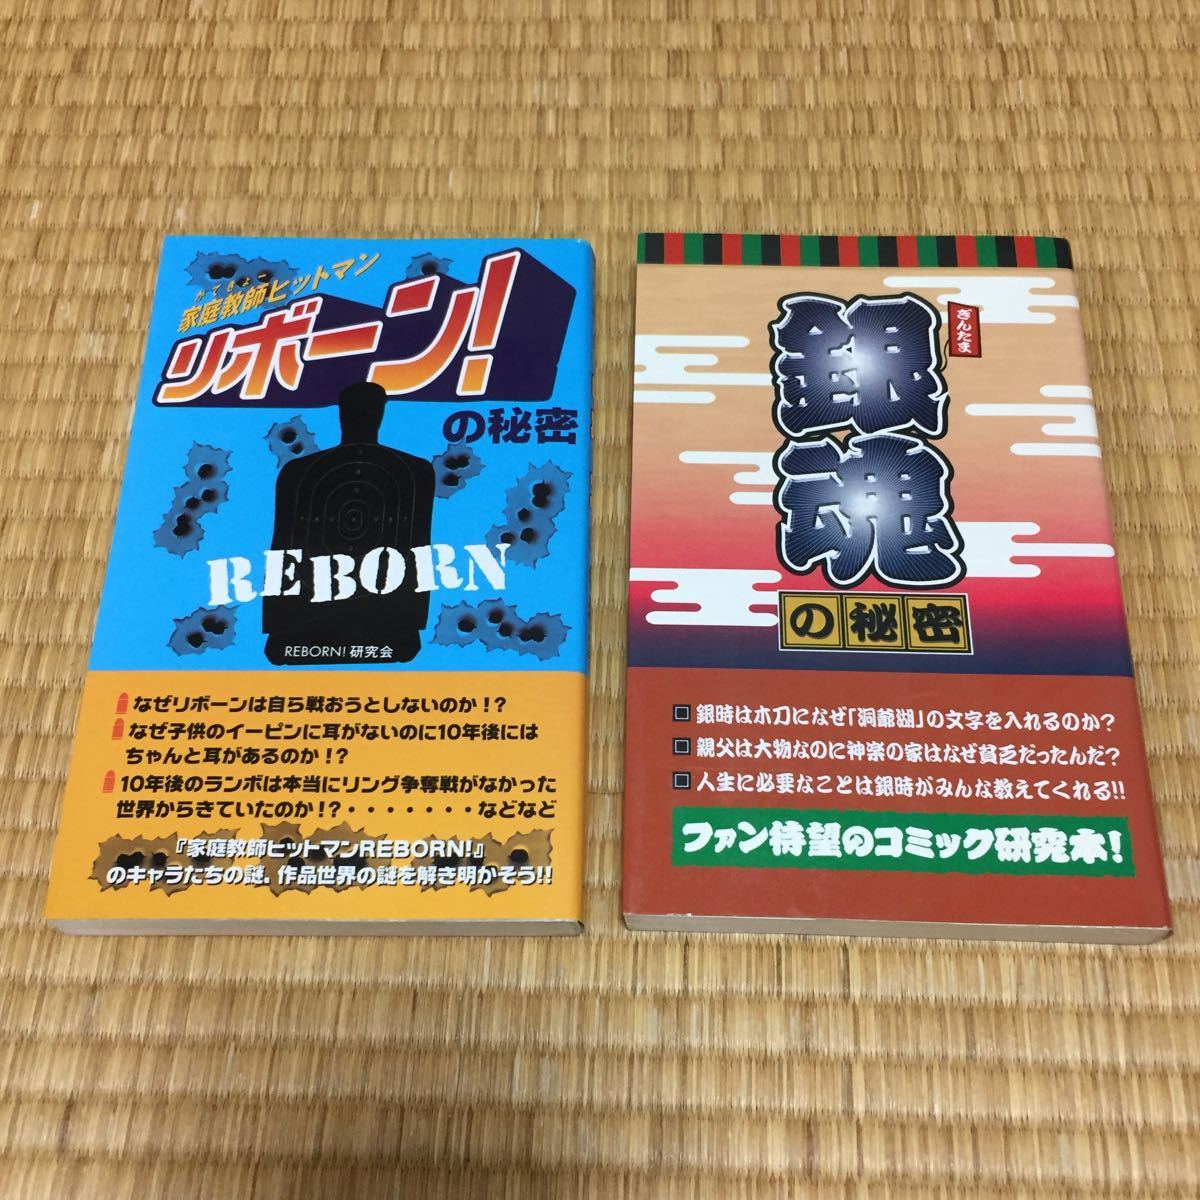 かてきょー
家庭教師ヒットマン
リボーン!
の秘密
REBORN
REBORN! 研究会
なぜリボーンは自ら戦おうとしないのか!?
なぜ子供のイーピンに耳がないのに10年後には
ちゃんと耳があるのか!?
10年後のランボは本当にリング争奪戦がなかった
世界からきていたのか!?・・・・・・・などなど
『家庭教師ヒットマンREBORN!』
のキャラたちの謎、作品世界の謎を解き明かそう!!
ぎんたま
銀魂
の秘密
銀時は木刀になぜ「洞爺湖」の文字を入れるのか?
親父は大物なのに神楽の家はなぜ貧乏だったんだ?
人生に必要なことは銀時がみんな教えてくれる!!
ファン待望のコミック研究本!